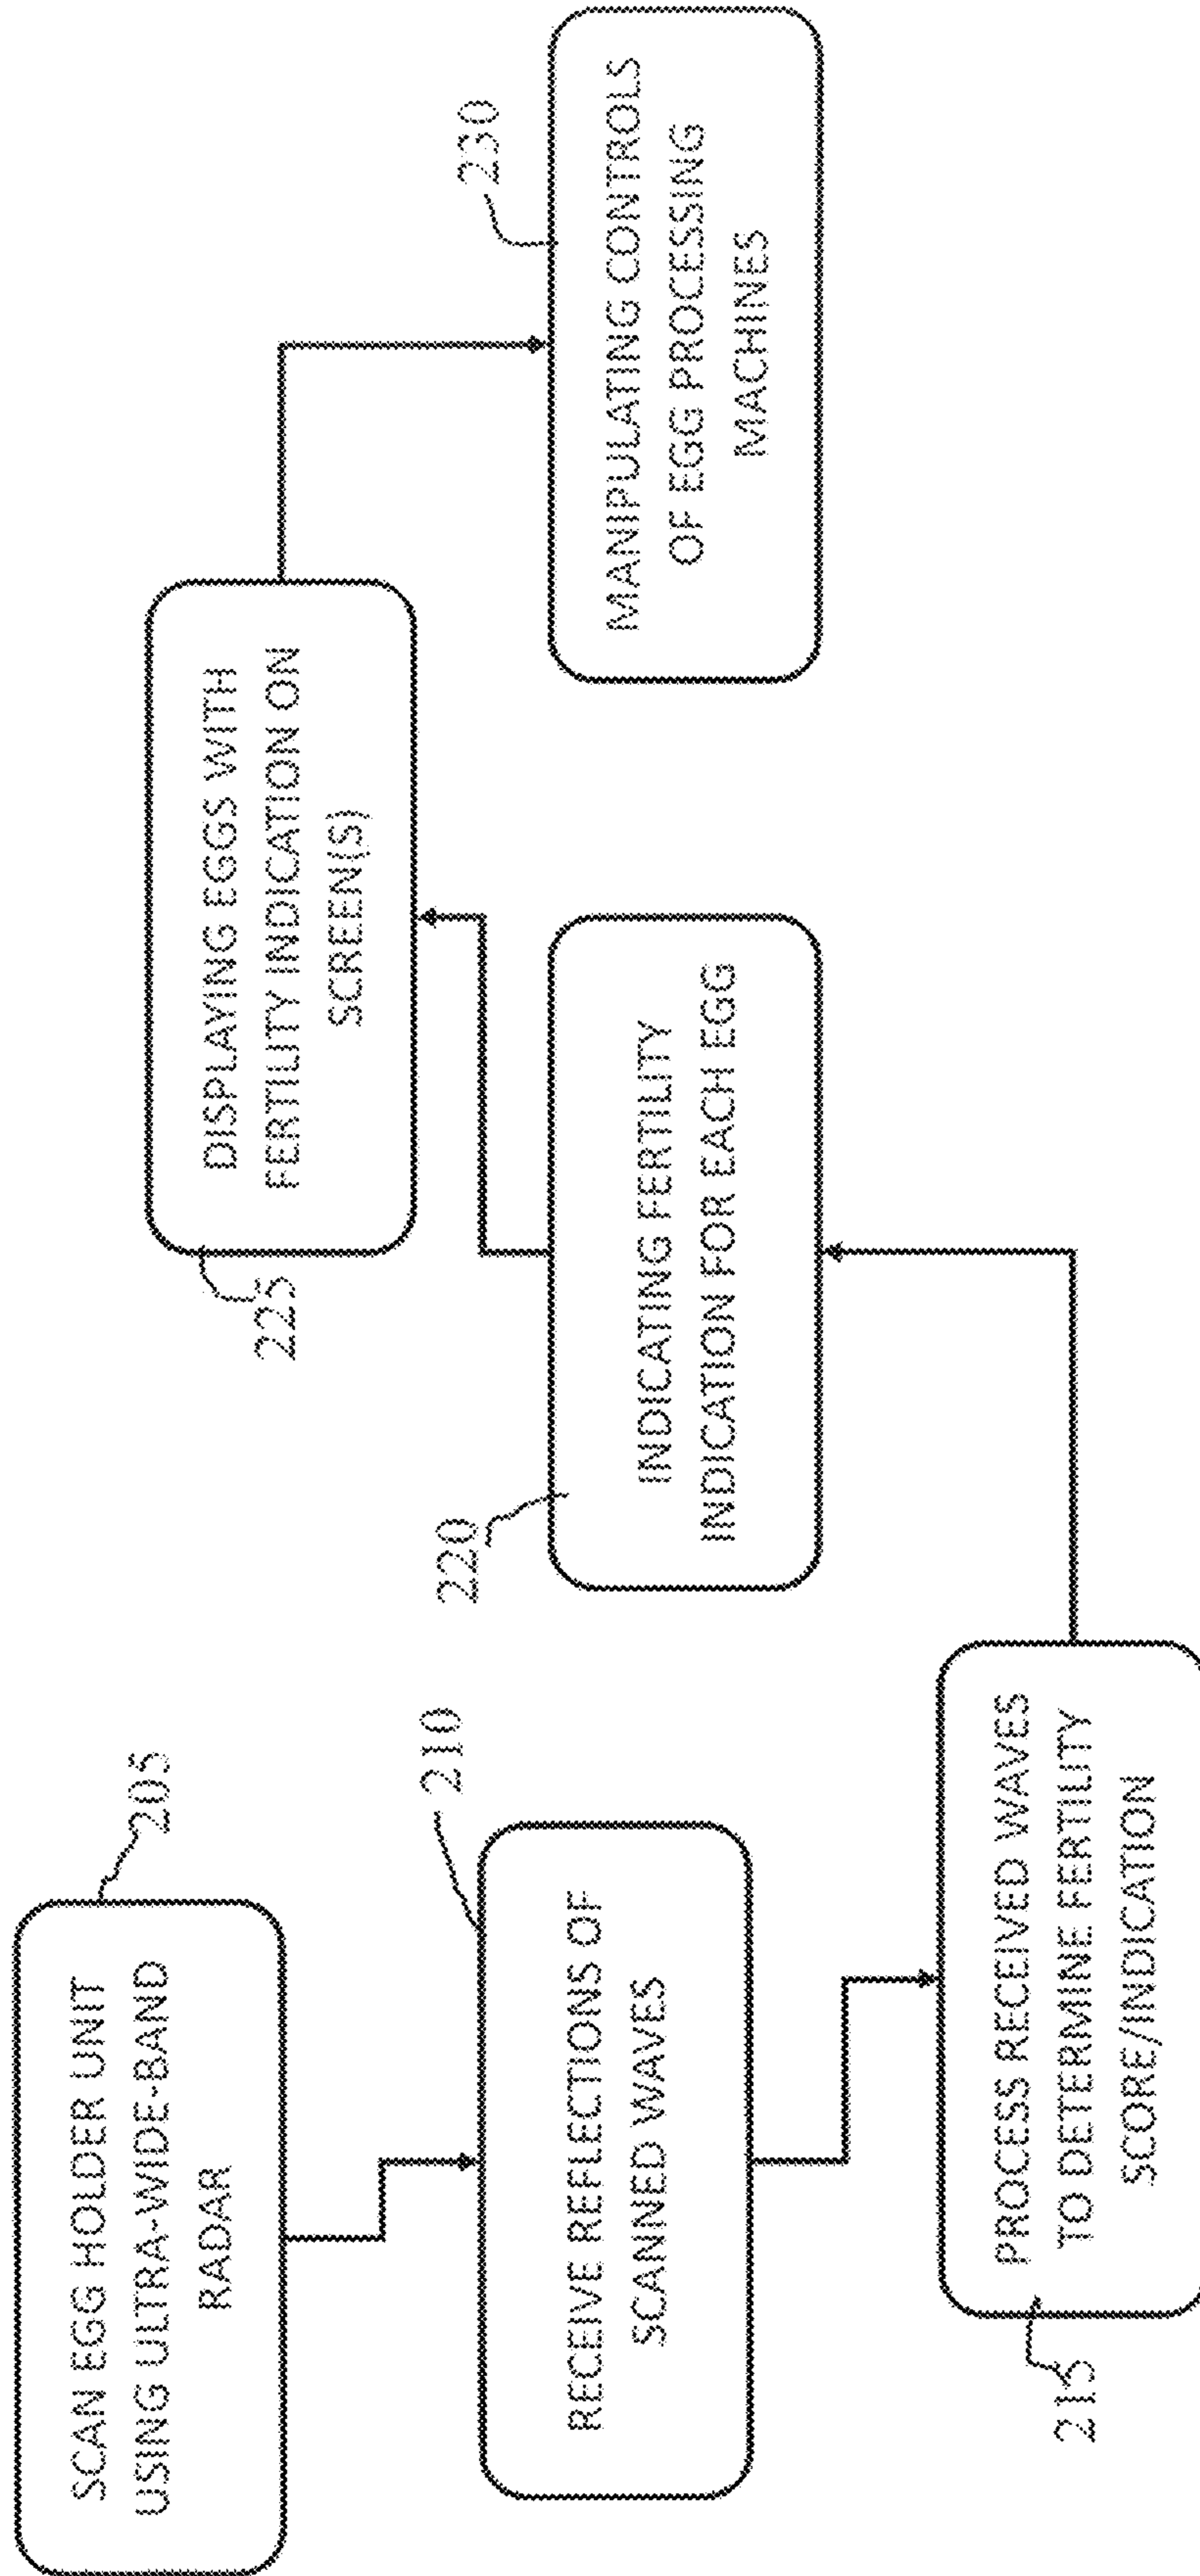 SCAN EGG HOLDER UNIT
USING ULTRA-WIDE-BAND
RADAR
205
RECEIVE REFLECTIONS OF
SCANNED WAVES
210
PROCESS RECEIVED WAVES
TO DETERMINE FERTILITY
SCORE/INDICATION
215
INDICATING FERTILITY
INDICATION FOR EACH EGG
220
DISPLAYING EGGS WITH
FERTILITY INDICATION ON
SCREEN(S)
225
MANIPULATING CONTROLS
OF EGG PROCESSING
MACHINES
230